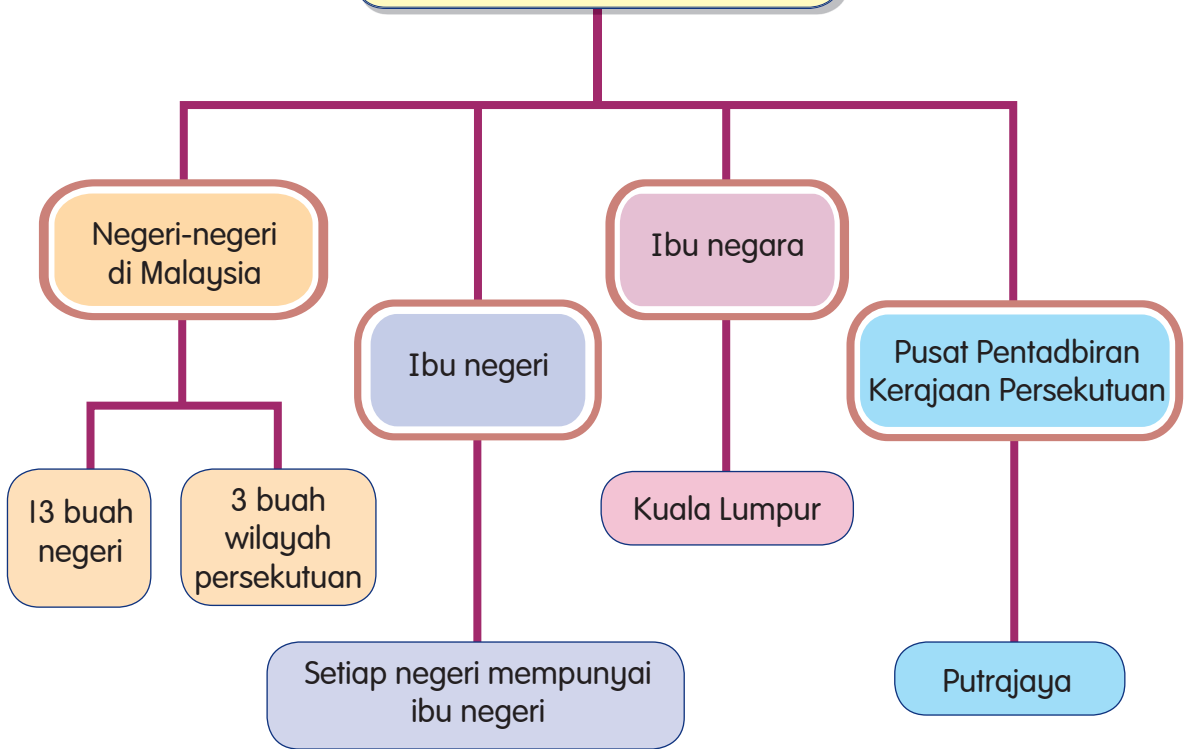 Negeri-negeri
di Malaysia
Ibu negeri
Ibu negara
Pusat Pentadbiran
Kerajaan Persekutuan
13 buah
negeri
3 buah
wilayah
persekutuan
Kuala Lumpur
Setiap negeri mempunyai
ibu negeri
Putrajaya